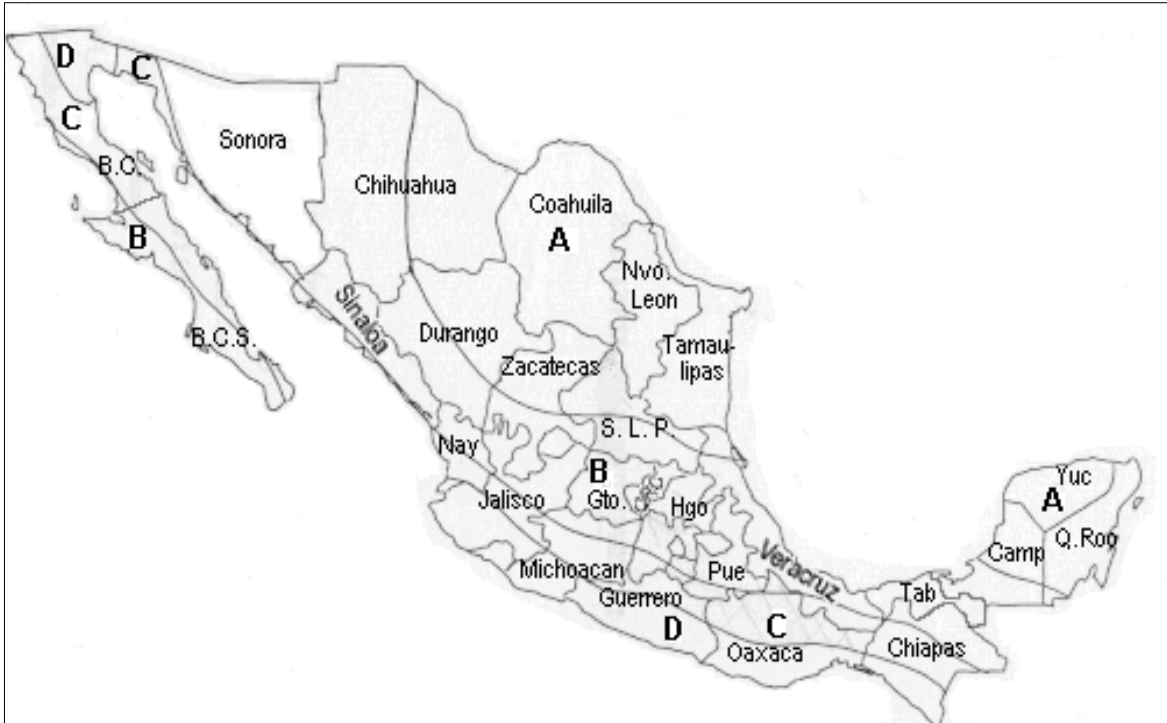 D
C
C
Sonora
B.C.
Chihuahua
Coahuila
A
B
Nvo.
Leon
Sinaloa
B.C.S.
Durango
Tamau-
lipas
Zacatecas
S. L. P.
Nay
B
Gto.
Jalisco
Hgo
Yuc
A
Q.Roo
Camp
Veracruz
Michoacan
Pue
Tab
Guerrero
D
C
Oaxaca
Chiapas